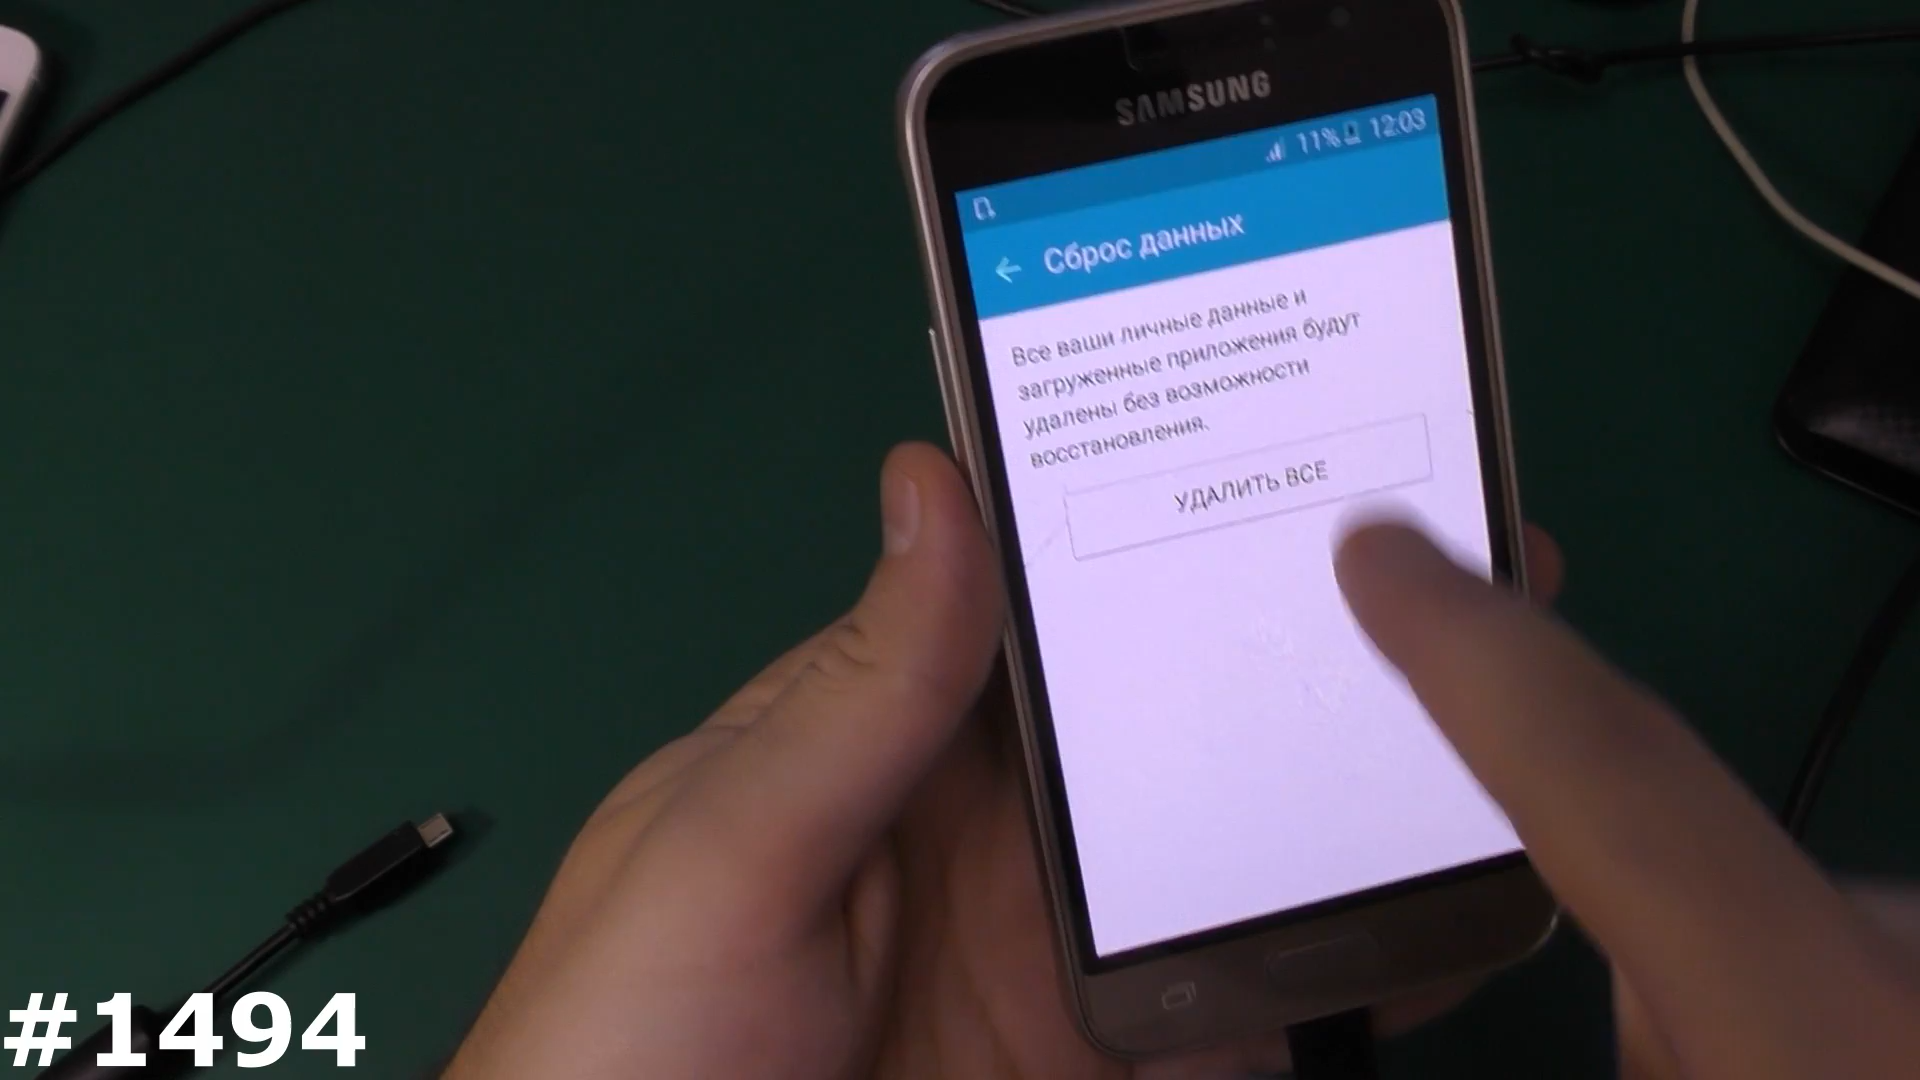 SAMSUNG
11% 12:03
Сброс данных
Все ваши личные данные и
загруженные приложения будут
удалены без возможности
восстановления.
УДАЛИТЬ ВСЕ
#1494